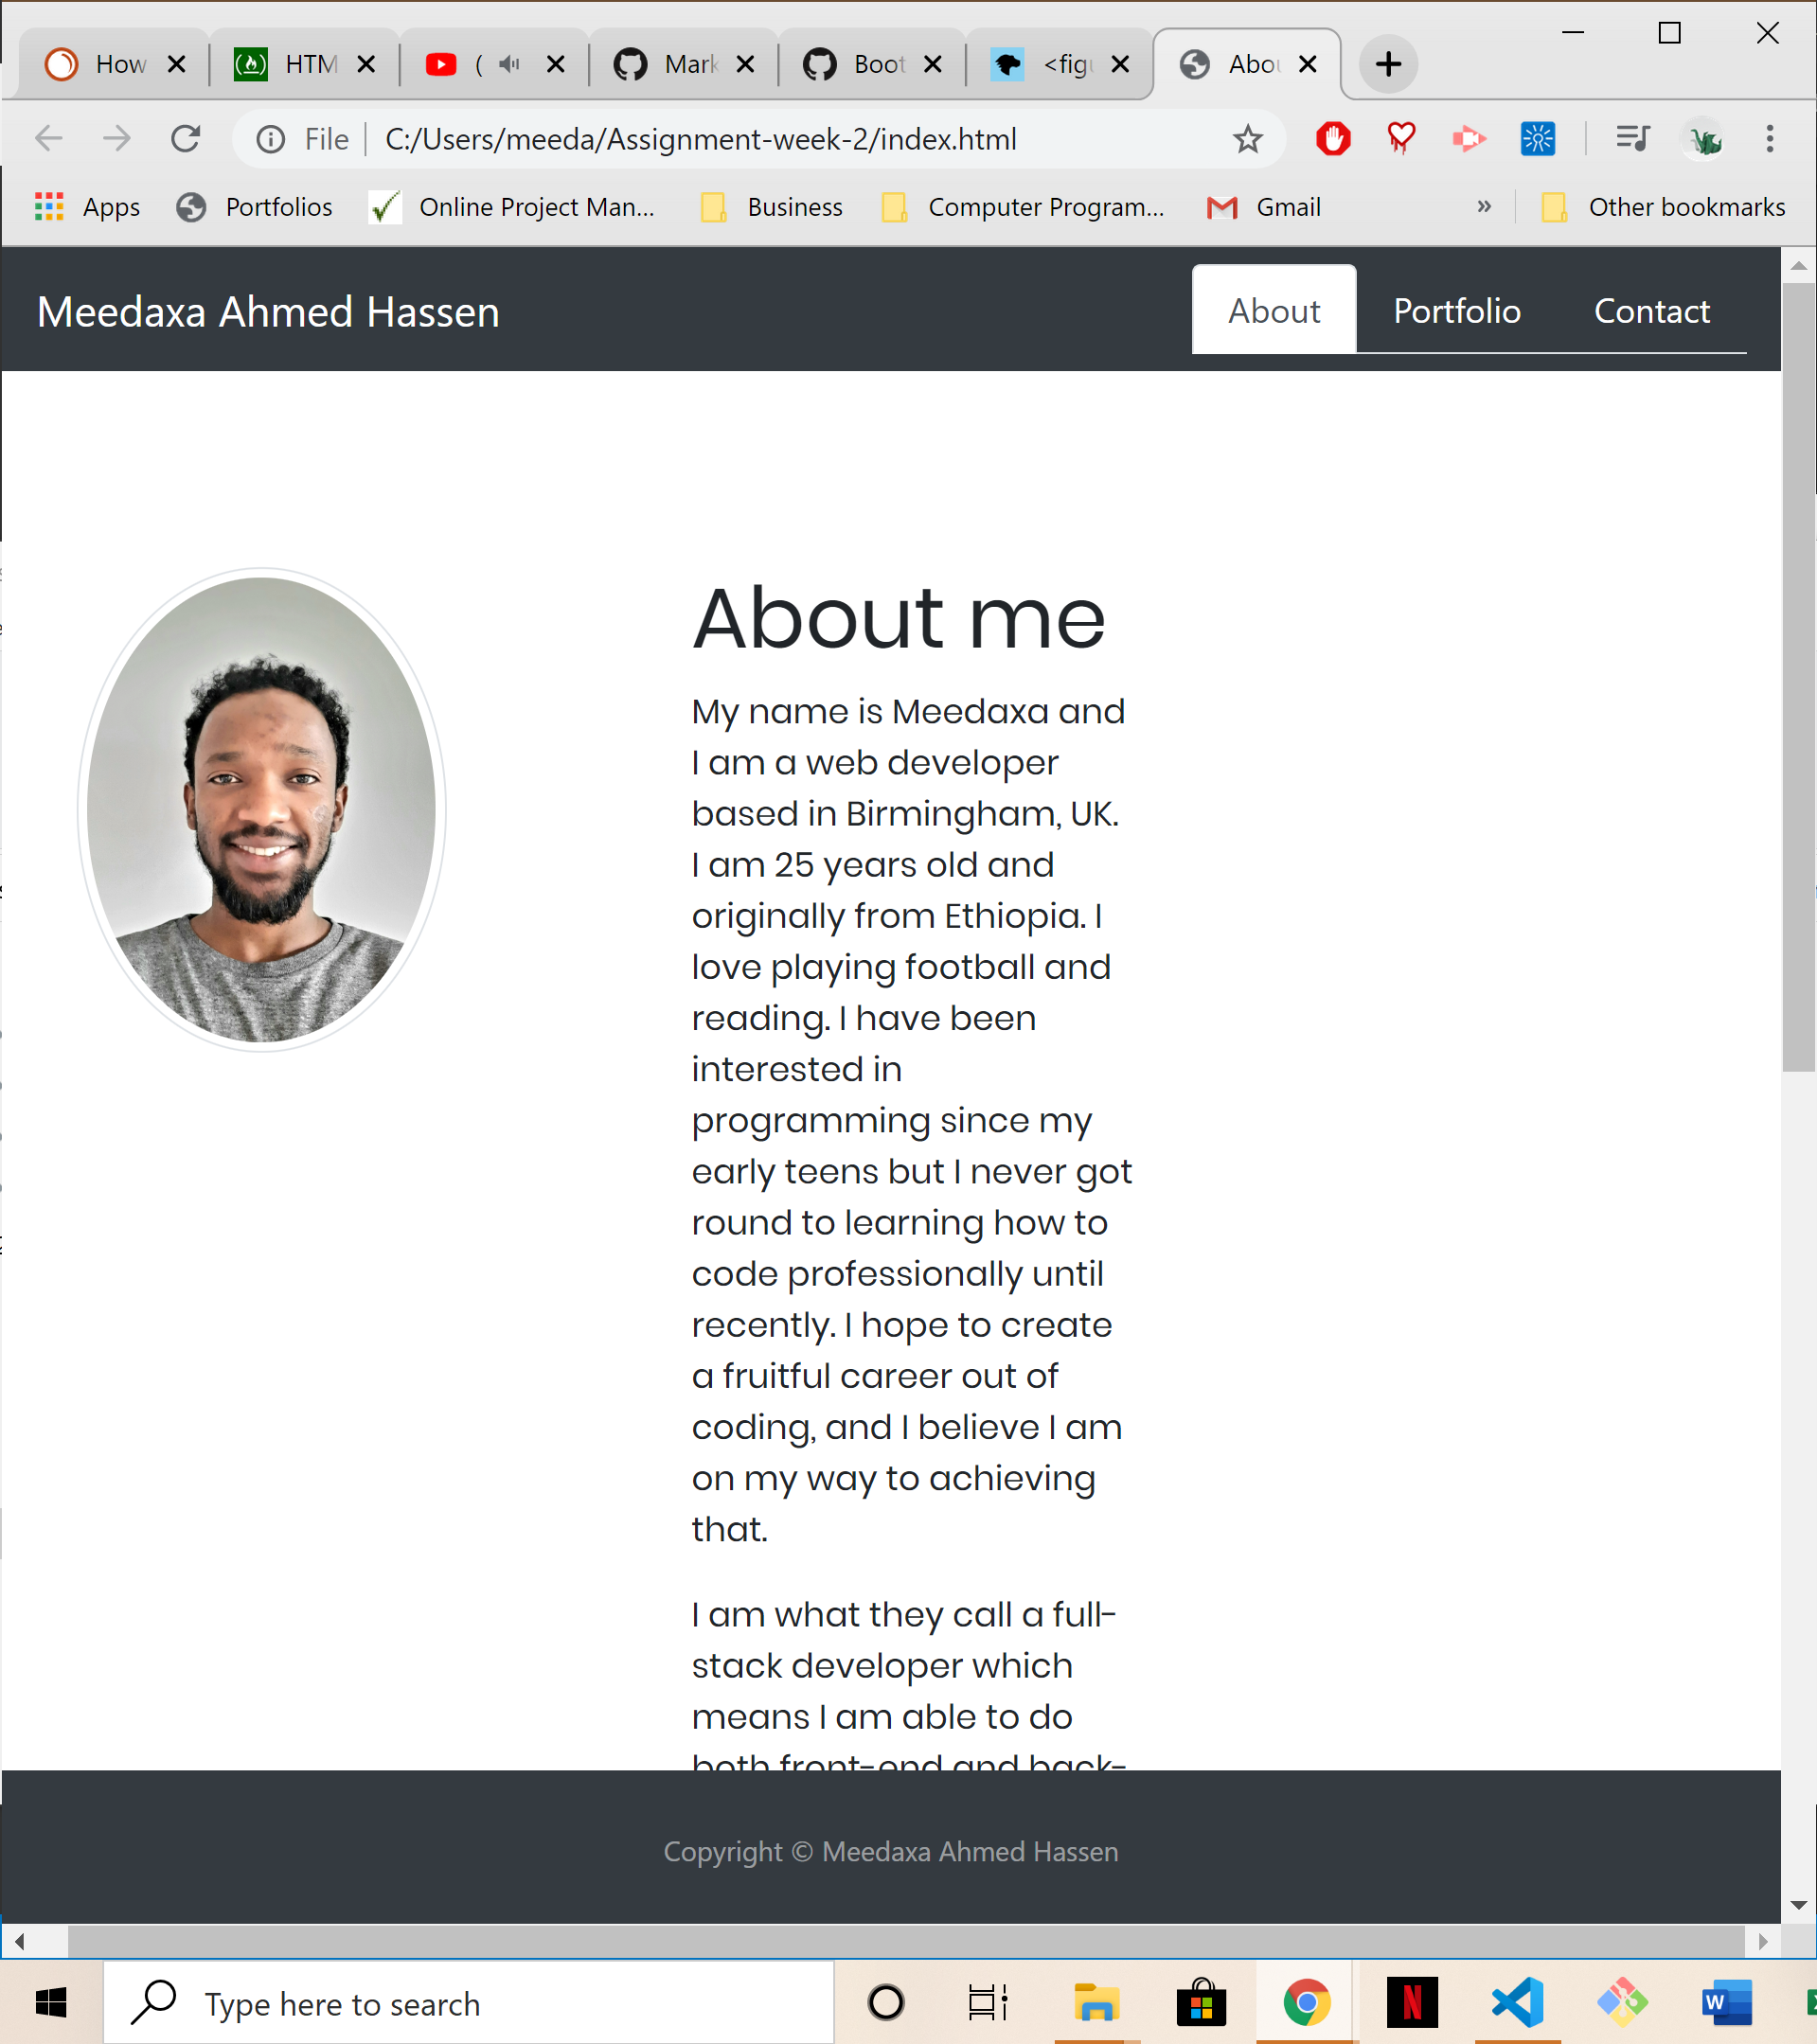 How
HTM
(
Mark
Boot
<fig
Abou
File
C:/Users/meeda/Assignment-week-2/index.html
Apps
Portfolios
Online Project Man...
Business
Computer Program...
Gmail
»
Other bookmarks
Meedaxa Ahmed Hassen
About
Portfolio
Contact
About me
My name is Meedaxa and
I am a web developer
based in Birmingham, UK.
I am 25 years old and
originally from Ethiopia. I
love playing football and
reading. I have been
interested in
programming since my
early teens but I never got
round to learning how to
code professionally until
recently. I hope to create
a fruitful career out of
coding, and I believe I am
on my way to achieving
that.
I am what they call a full-
stack developer which
means I am able to do
both front-end and back-
Copyright © Meedaxa Ahmed Hassen
Type here to search